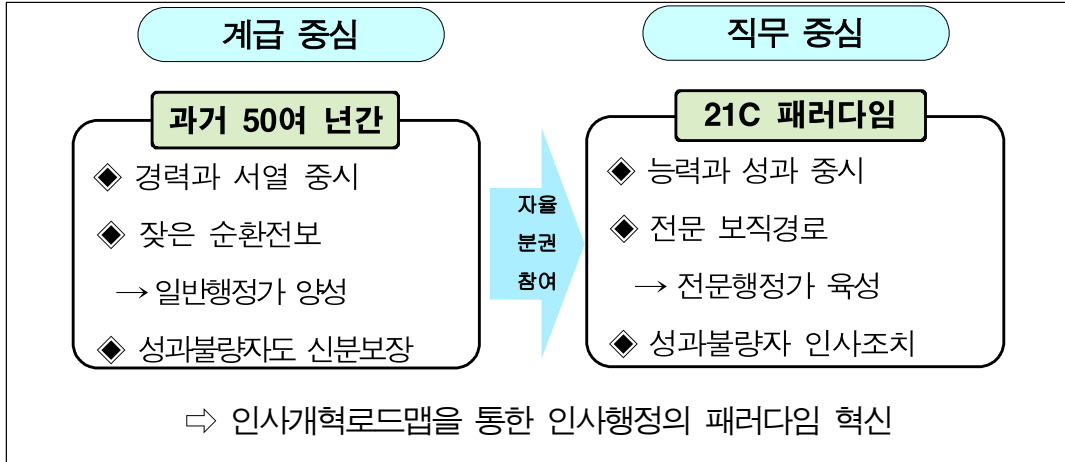 계급 중심
직무 중심
과거 50여 년간
◈ 경력과 서열 중시
◈ 잦은 순환전보
→ 일반행정가 양성
◈ 성과불량자도 신분보장
자율
분권
참여
21C 패러다임
◈ 능력과 성과 중시
◈ 전문 보직경로
→ 전문행정가 육성
◈ 성과불량자 인사조치
⇨ 인사개혁로드맵을 통한 인사행정의 패러다임 혁신